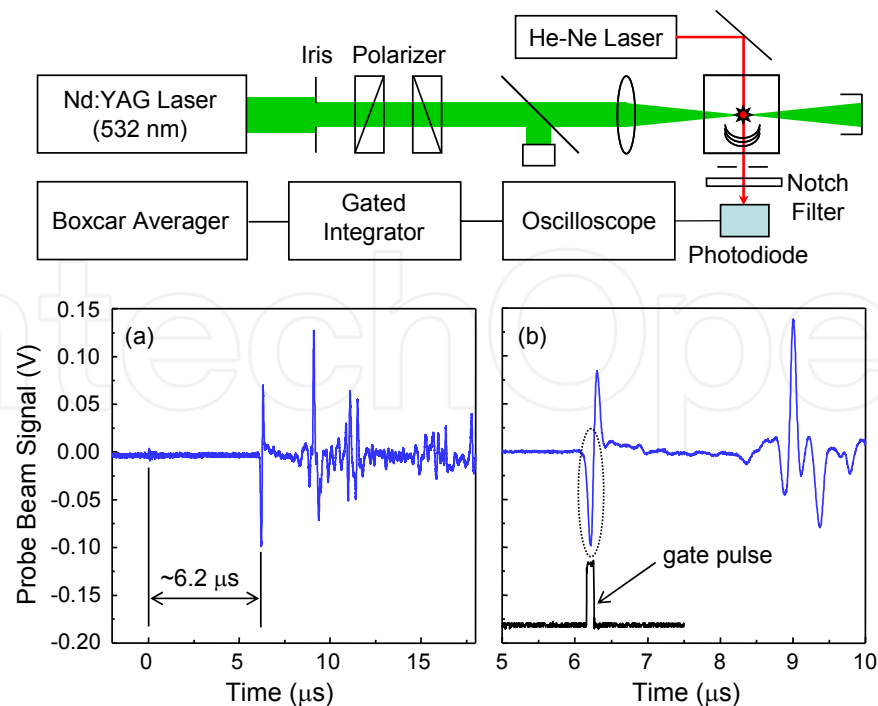 He-Ne Laser
Iris
Polarizer
Nd:YAG Laser
(532 nm)
Notch
Filter
Boxcar Averager
Gated
Integrator
Oscilloscope
Photodiode
ntechOpe
(a)
(b)
0.15
0.10
0.05
0.00
-0.05
-0.10
-0.15
-0.20
Probe Beam Signal (V)
~6.2 μs
gate pulse
0
5
10
15
Time (μs)
5
6
7
8
9
10
Time (μs)